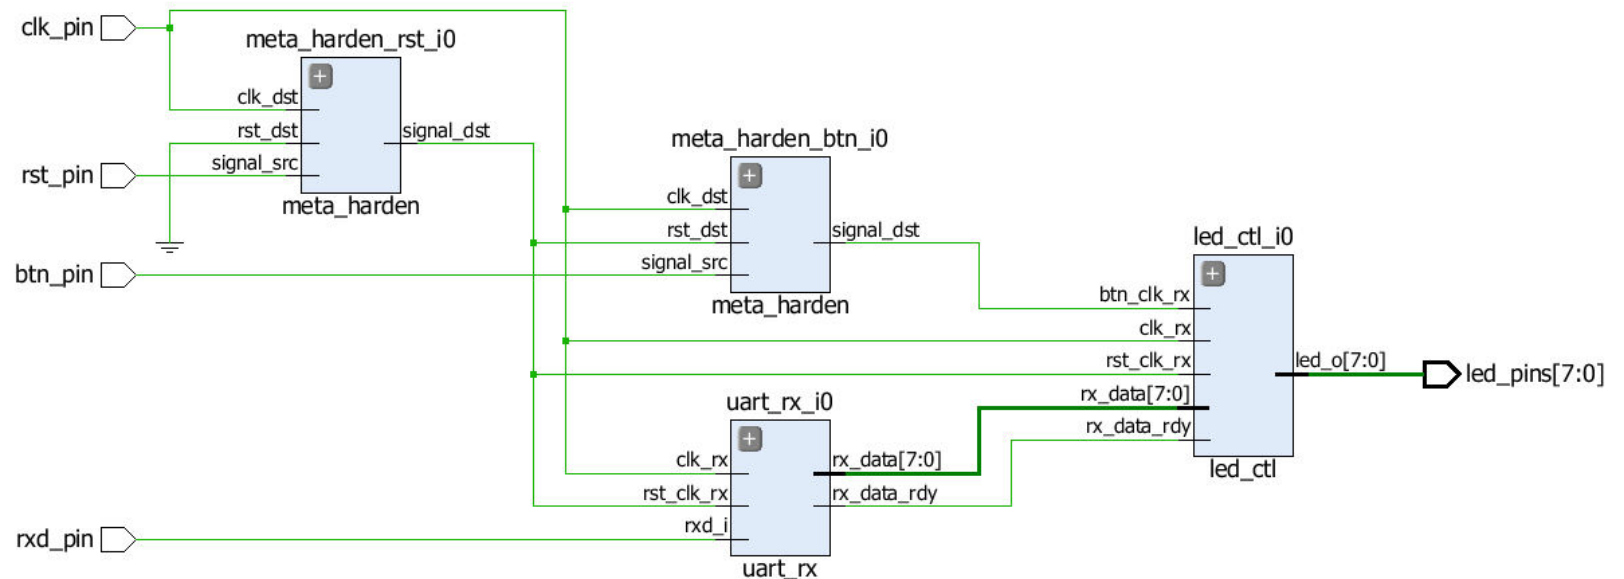 clk_pin
meta_harden_rst_i0
clk_dst
rst_dst
signal_src
signal_dst
meta_harden
rst_pin
btn_pin
meta_harden_btn_i0
clk_dst
rst_dst
signal_src
signal_dst
meta_harden
led_ctl_i0
btn_clk_rx
clk_rx
rst_clk_rx
rx_data[7:0]
rx_data_rdy
led_o[7:0]
led_pins[7:0]
led_ctl
uart_rx_i0
clk_rx
rst_clk_rx
rxd_i
rx_data[7:0]
rx_data_rdy
uart_rx
rxd_pin